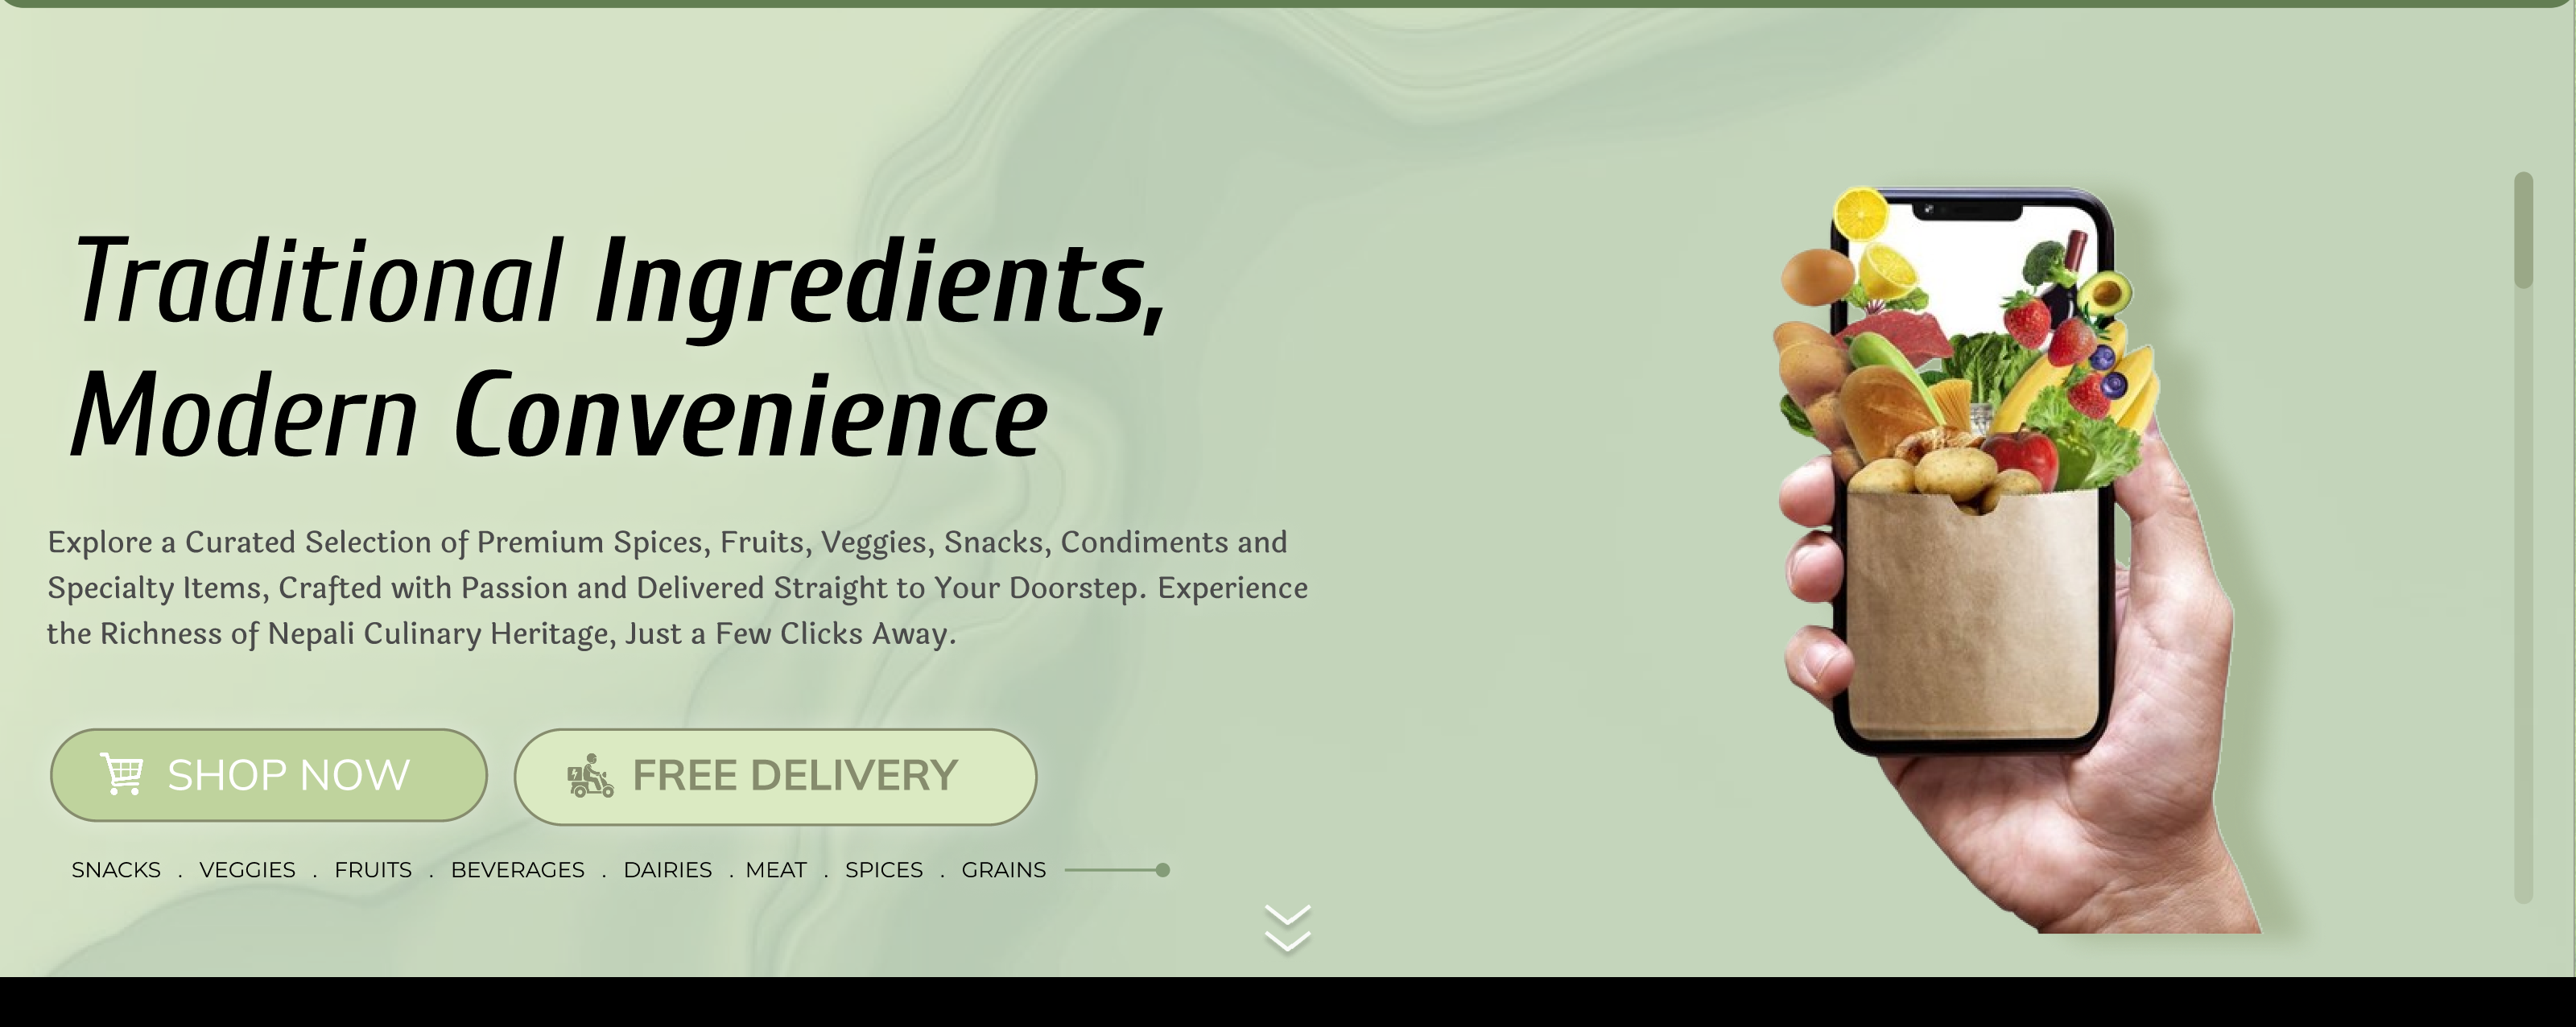 Traditional Ingredients,
Modern Convenience
Explore a Curated Selection of Premium Spices, Fruits, Veggies, Snacks, Condiments and
Specialty Items, Crafted with Passion and Delivered Straight to Your Doorstep. Experience
the Richness of Nepali Culinary Heritage, Just a Few Clicks Away.
SHOP NOW
FREE DELIVERY
SNACKS . VEGGIES . FRUITS . BEVERAGES . DAIRIES . MEAT . SPICES . GRAINS